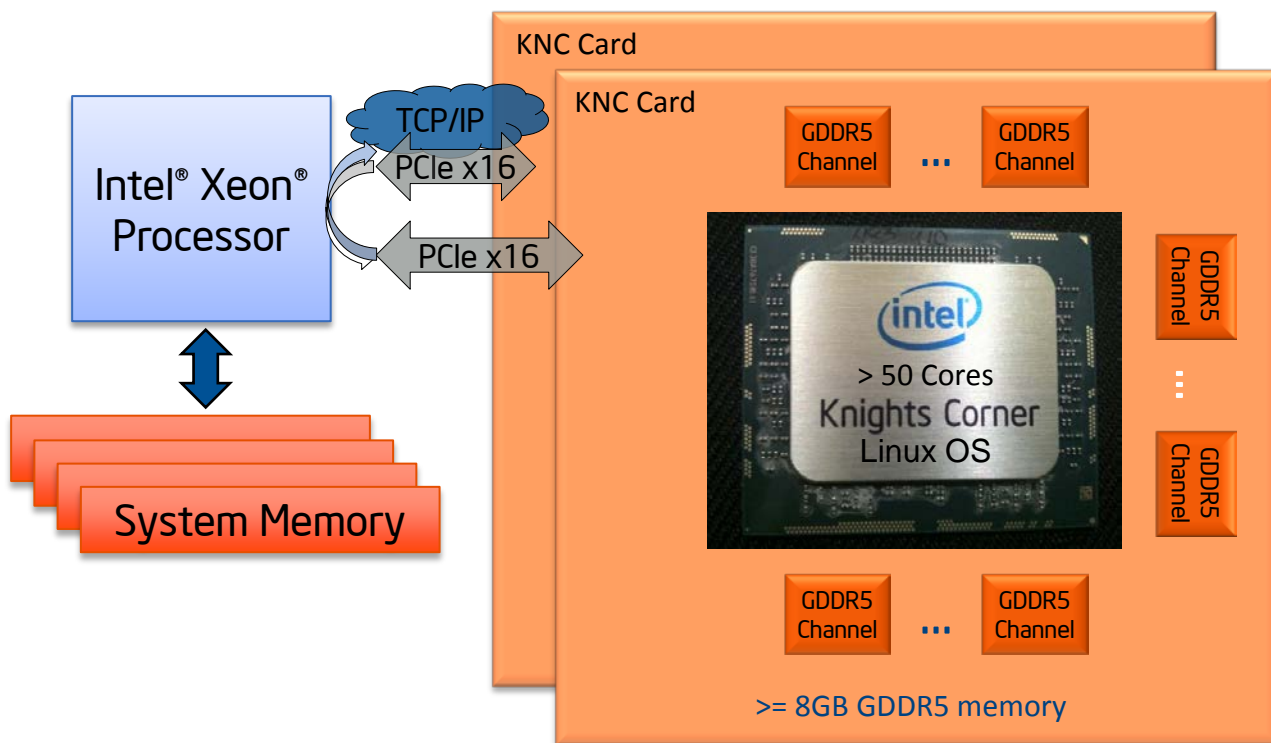 KNC Card
KNC Card
TCP/IP
PCIe x16
PCIe x16
Intel® Xeon®
Processor
System Memory
GDDR5
Channel
...
GDDR5
Channel
GDDR5
Channel
...
GDDR5
Channel
intel
> 50 Cores
Knights Corner
Linux OS
GDDR5
Channel
...
GDDR5
Channel
>= 8GB GDDR5 memory